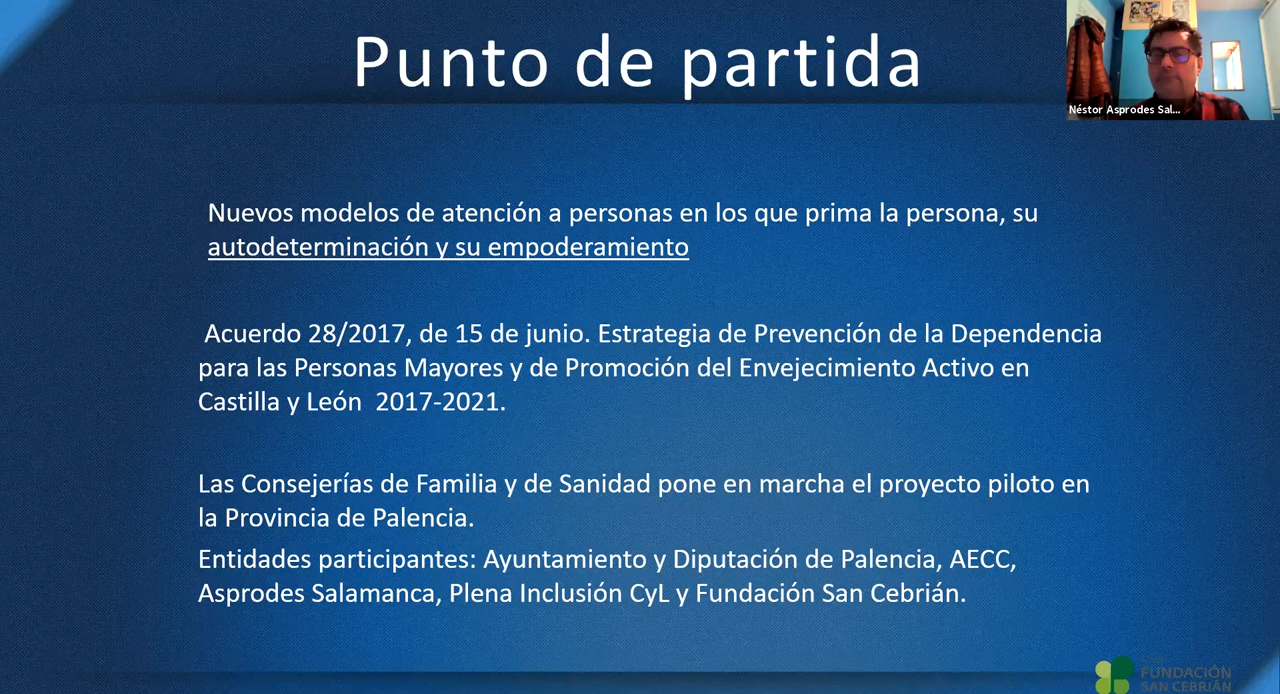 Punto de partida
Néstor Asprodes Sal...
Nuevos modelos de atención a personas en los que prima la persona, su
autodeterminación y su empoderamiento
Acuerdo 28/2017, de 15 de junio. Estrategia de Prevención de la Dependencia
para las Personas Mayores y de Promoción del Envejecimiento Activo en
Castilla y León 2017-2021.
Las Consejerías de Familia y de Sanidad pone en marcha el proyecto piloto en
la Provincia de Palencia.
Entidades participantes: Ayuntamiento y Diputación de Palencia, AECC,
Asprodes Salamanca, Plena Inclusión CyL y Fundación San Cebrián.
FUNDACIÓN
SAN CEBRIÁN